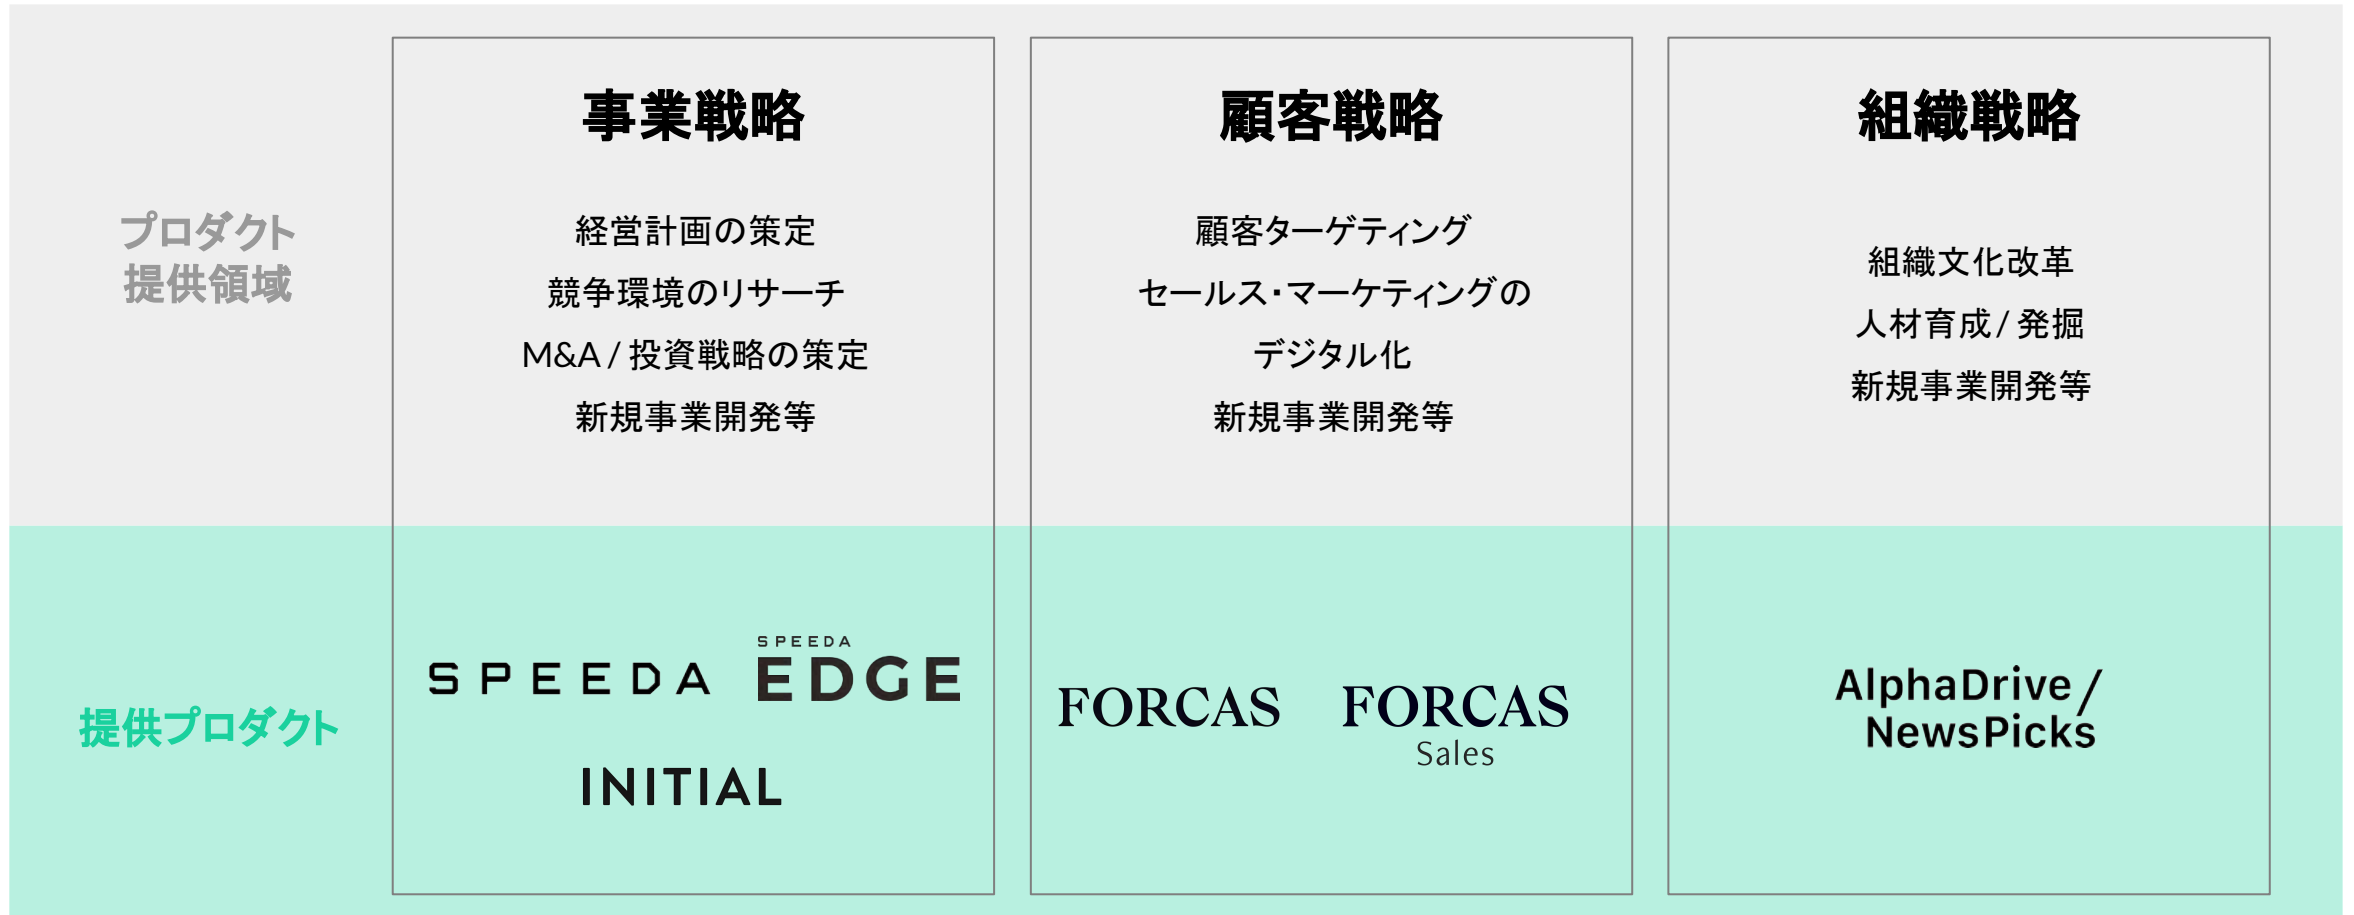 プロダクト
提供領域
事業戦略
経営計画の策定
競争環境のリサーチ
M&A / 投資戦略の策定
新規事業開発等
顧客戦略
顧客ターゲティング
セールス・マーケティングの
デジタル化
新規事業開発等
組織戦略
組織文化改革
人材育成 / 発掘
新規事業開発等
提供プロダクト
SPEEDA
SPEEDA
EDGE
INITIAL
FORCAS
FORCAS
Sales
AlphaDrive /
NewsPicks